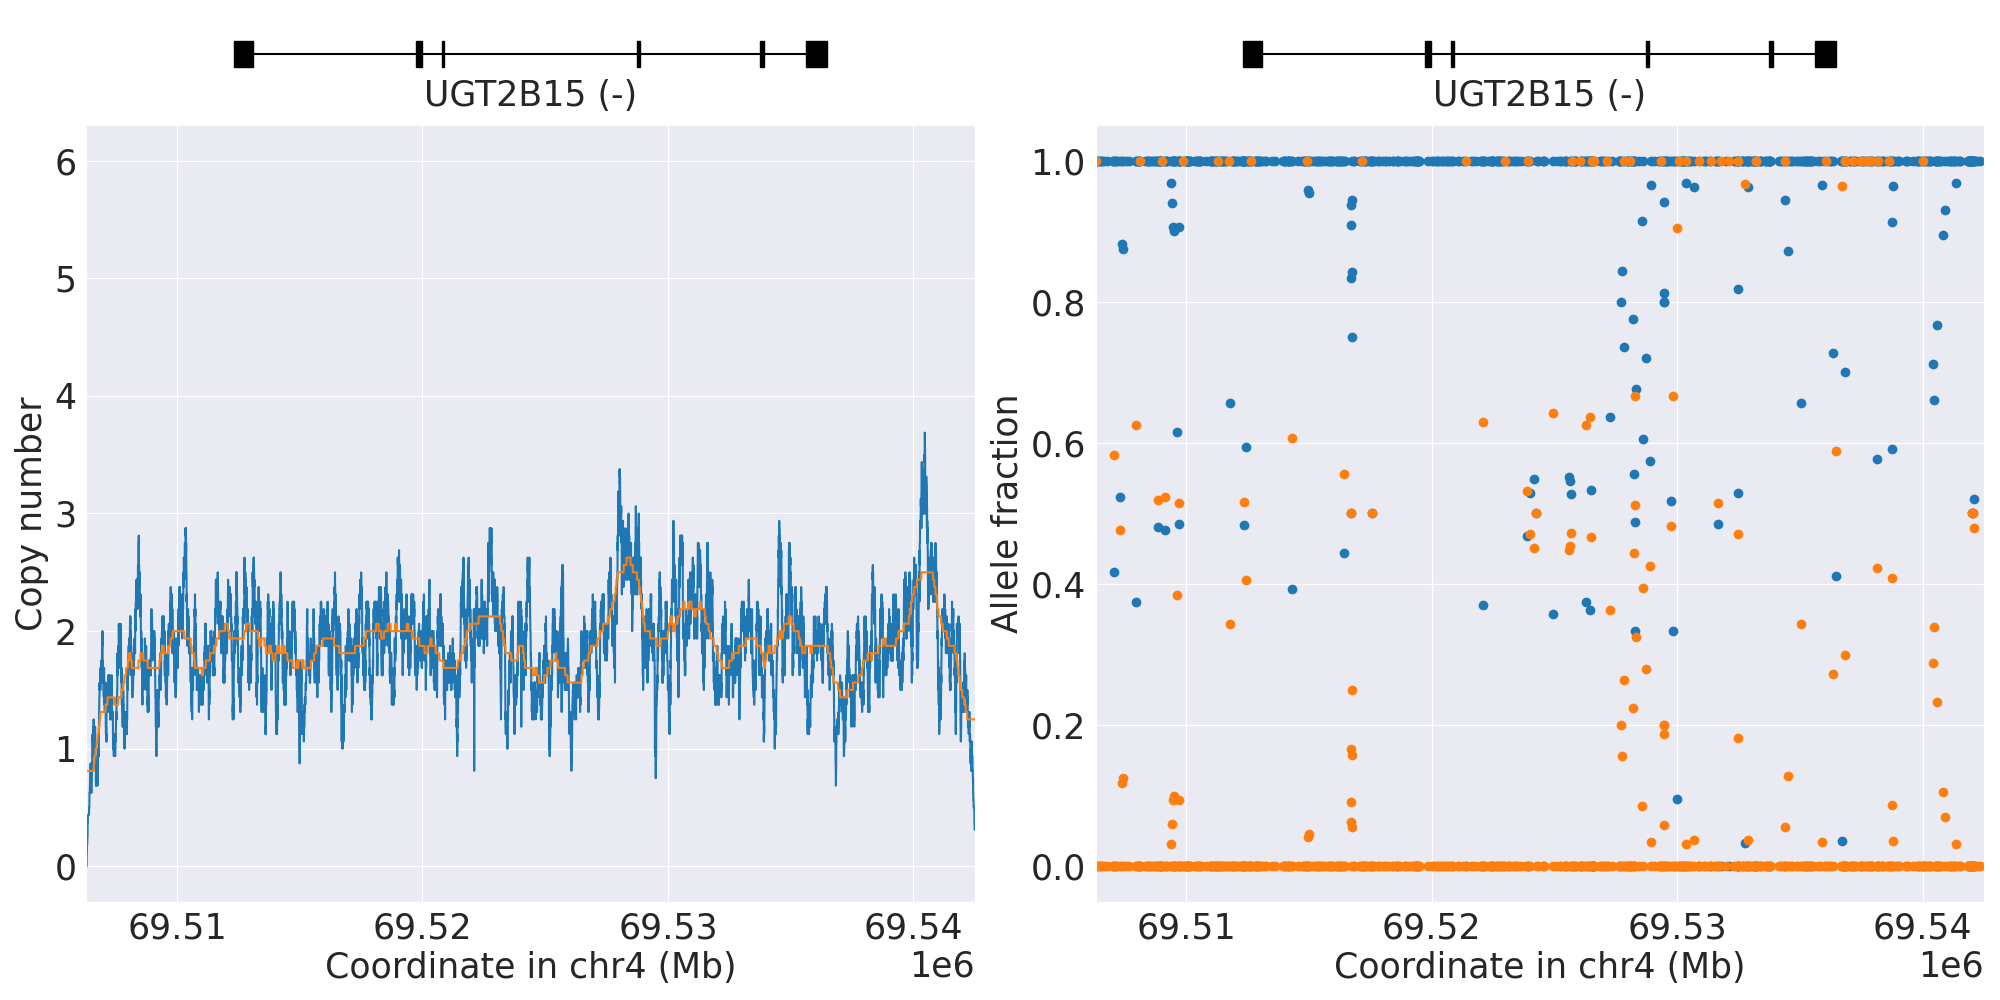 UGT2B15 (-)
6
5
4
3
2
1
0
Copy number
69.51 69.52 69.53 69.54
Coordinate in chr4 (Mb)
1e6
UGT2B15 (-)
1.0
0.8
0.6
0.4
0.2
0.0
Allele fraction
69.51 69.52 69.53 69.54
Coordinate in chr4 (Mb)
1e6